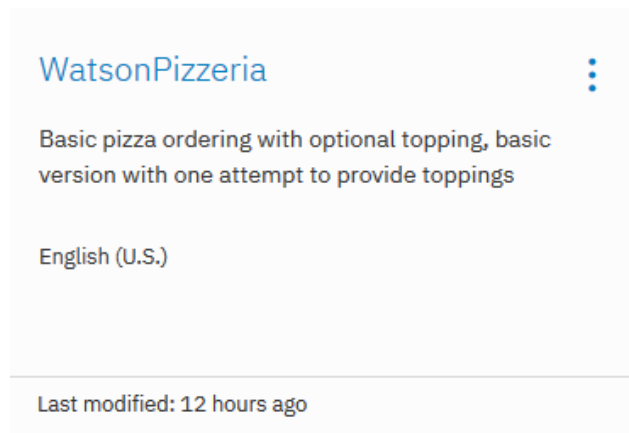 WatsonPizzeria
Basic pizza ordering with optional topping, basic
version with one attempt to provide toppings
English (U.S.)
Last modified: 12 hours ago